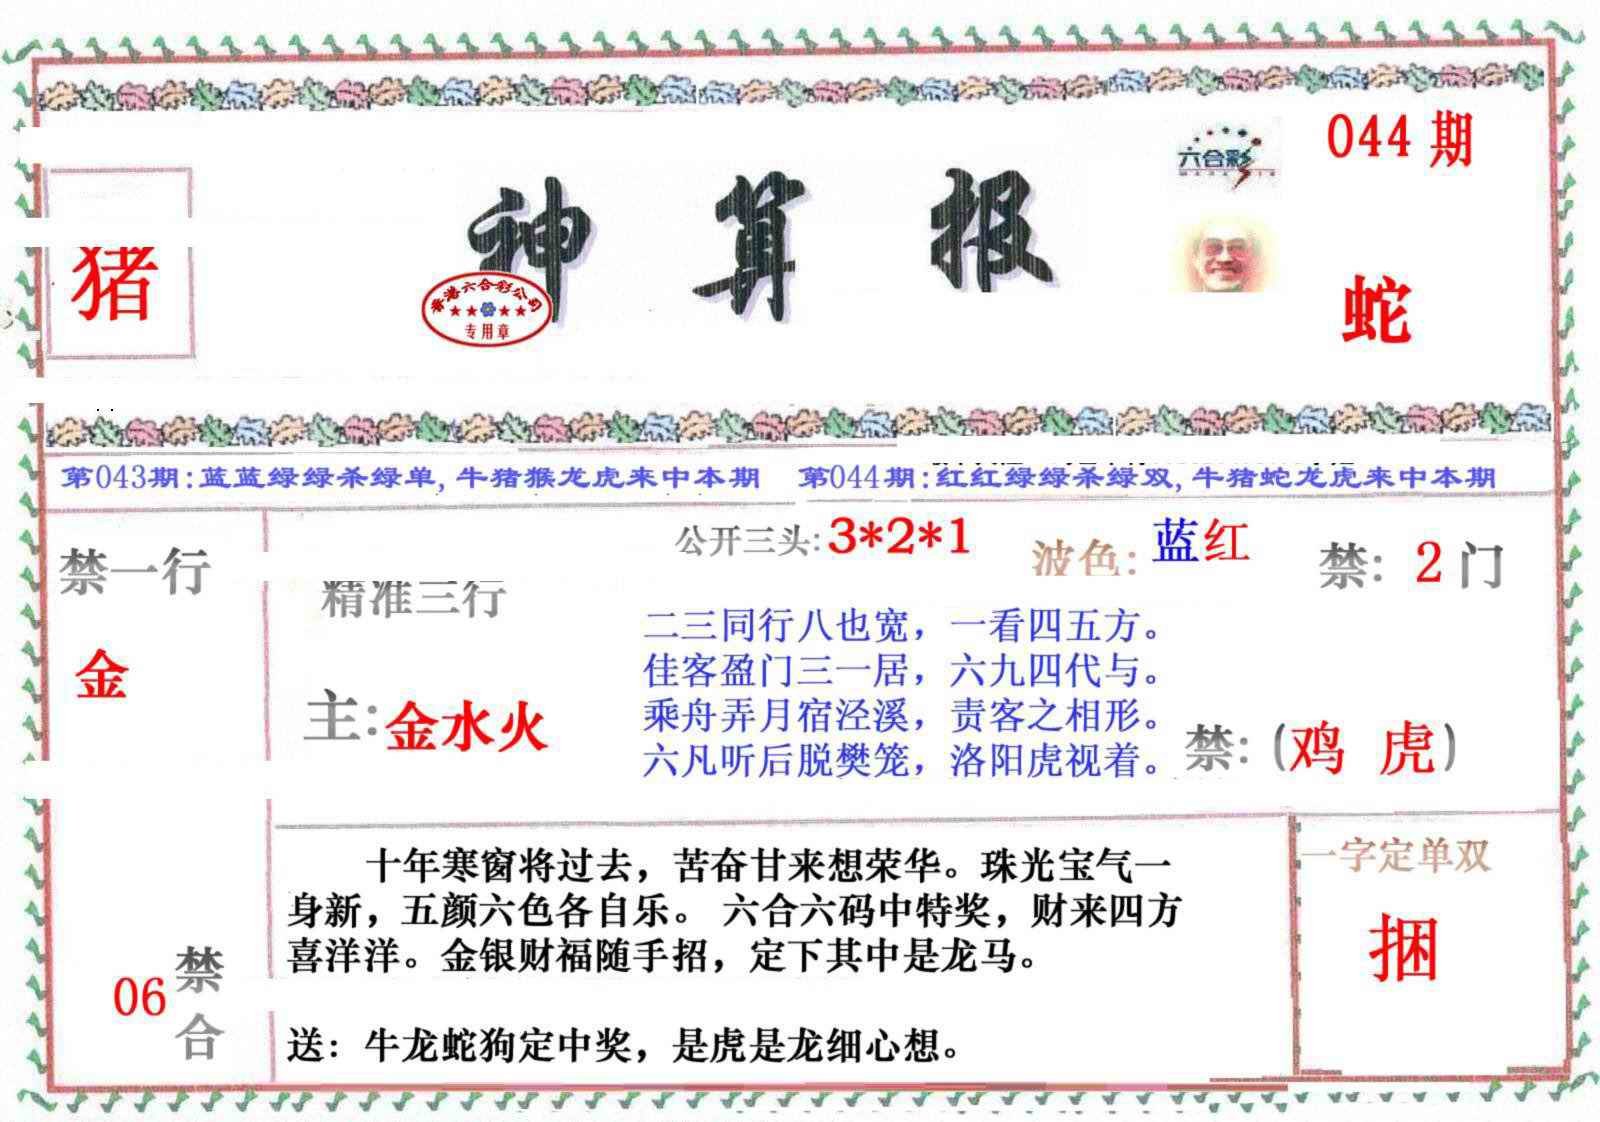 044 期
六合彩
猪
神算报
香港六合彩公司
专用章
蛇
第043期:蓝蓝绿绿杀绿单,牛猪猴龙虎来中本期
第044期:红红绿绿杀绿双,牛猪蛇龙虎来中本期
公开三头:3*2*1
波色:蓝红
禁:2门
禁一行
金
精准三行
主:金水火
二三同行八也宽，一看四五方。
佳客盈门三一居，六九四代与。
乘舟弄月宿泾溪，责客之相形。
六凡听后脱樊笼，洛阳虎视着。
禁:(鸡 虎)
十年寒窗将过去，苦奋甘来想荣华。珠光宝气一
身新，五颜六色各自乐。 六合六码中特奖，财来四方
喜洋洋。金银财福随手招，定下其中是龙马。
送：牛龙蛇狗定中奖，是虎是龙细心想。
06
禁
合
一字定单双
捆